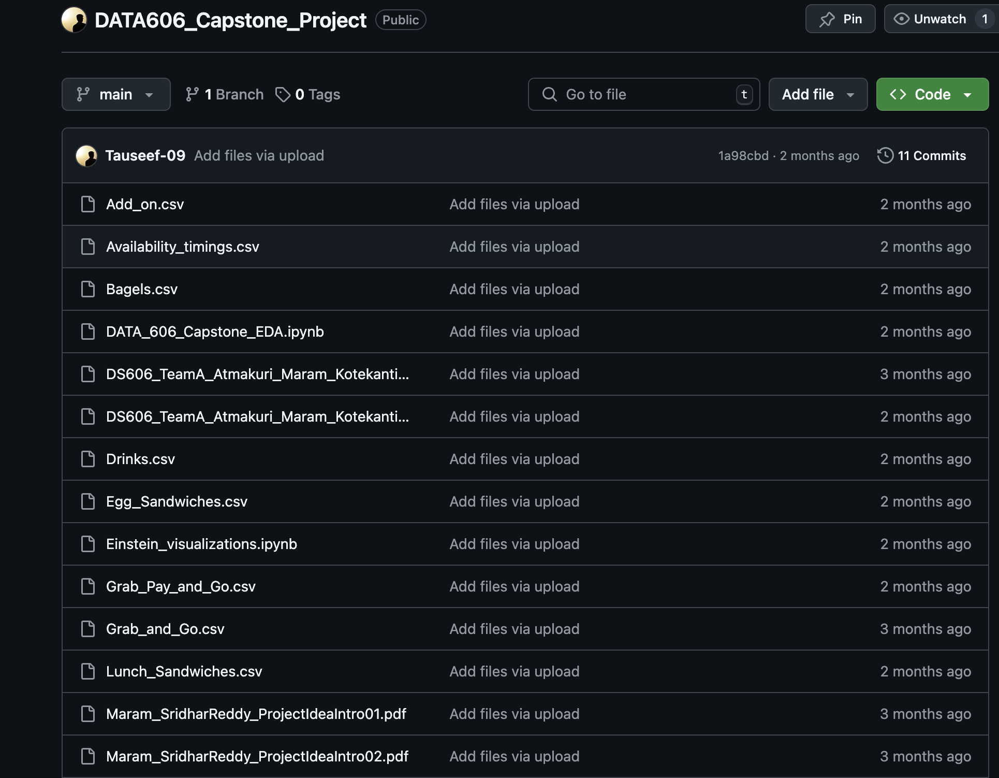 DATA606_Capstone_Project Public Pin Unwatch 1
main 1 Branch 0 Tags Go to file t Add file Code
Tauseef-09 Add files via upload 1a98cbd · 2 months ago 11 Commits
Add_on.csv Add files via upload 2 months ago
Availability_timings.csv Add files via upload 2 months ago
Bagels.csv Add files via upload 2 months ago
DATA_606_Capstone_EDA.ipynb Add files via upload 2 months ago
DS606_TeamA_Atmakuri_Maram_Kotekanti... Add files via upload 3 months ago
DS606_TeamA_Atmakuri_Maram_Kotekanti... Add files via upload 2 months ago
Drinks.csv Add files via upload 2 months ago
Egg_Sandwiches.csv Add files via upload 2 months ago
Einstein_visualizations.ipynb Add files via upload 2 months ago
Grab_Pay_and_Go.csv Add files via upload 2 months ago
Grab_and_Go.csv Add files via upload 3 months ago
Lunch_Sandwiches.csv Add files via upload 2 months ago
Maram_SridharReddy_ProjectIdeaIntro01.pdf Add files via upload 3 months ago
Maram_SridharReddy_ProjectIdeaIntro02.pdf Add files via upload 3 months ago